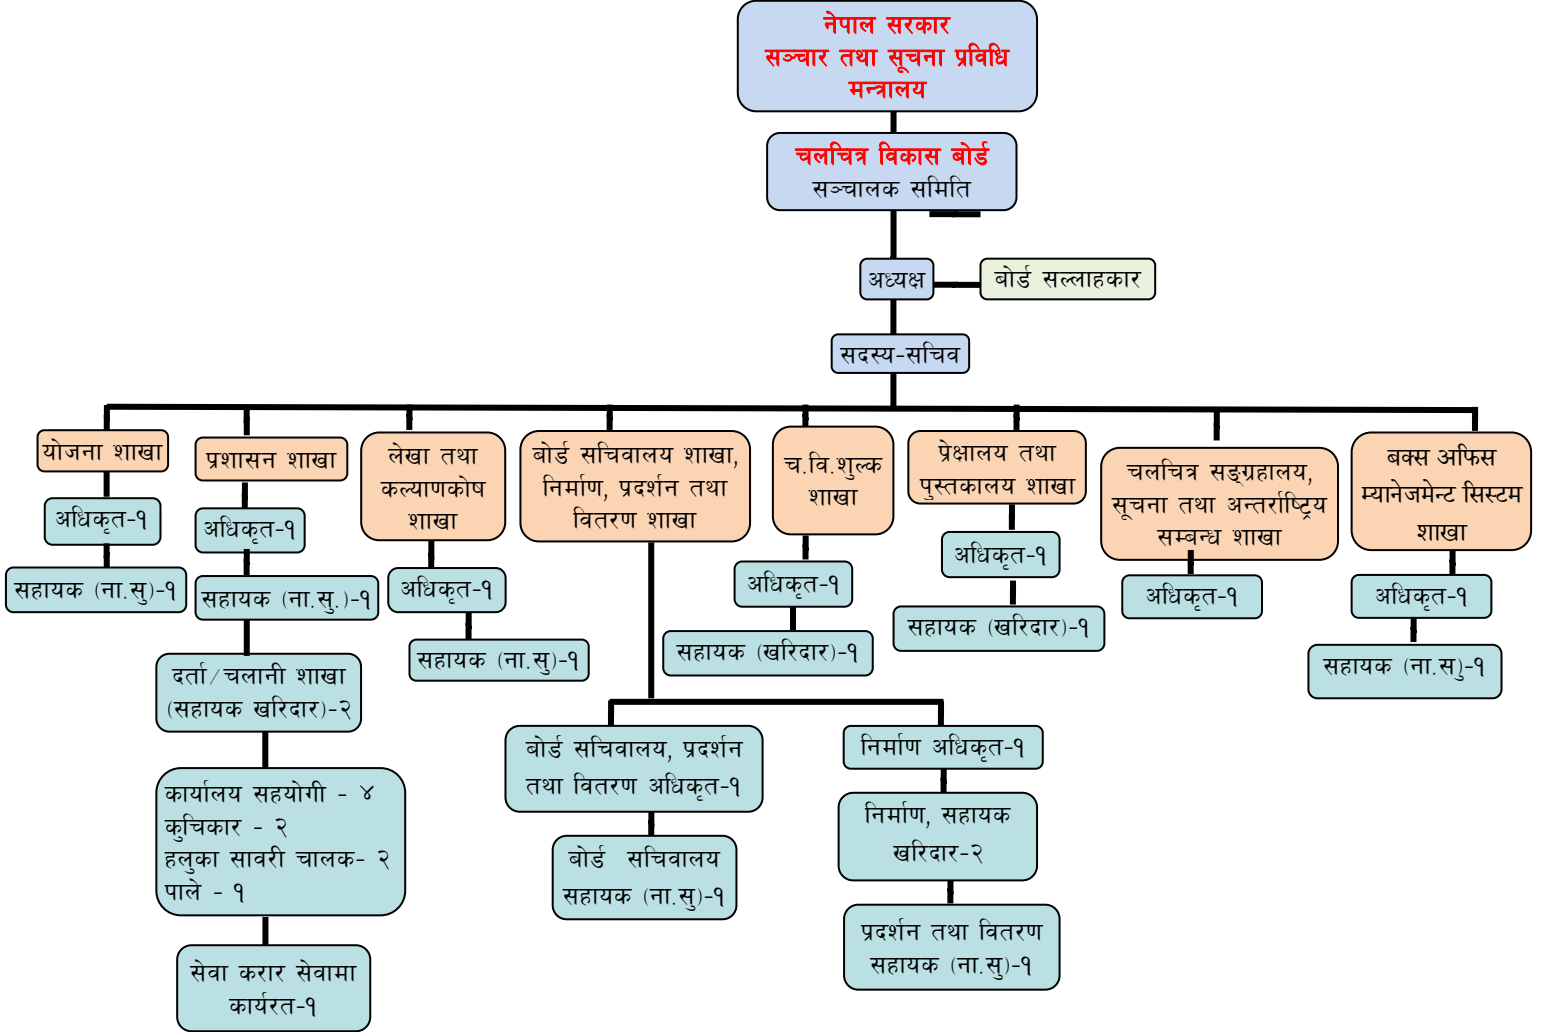 नेपाल सरकार
सञ्चार तथा सूचना प्रविधि
मन्त्रालय
चलचित्र विकास बोर्ड
सञ्चालक समिति
अध्यक्ष
बोर्ड सल्लाहकार
सदस्य-सचिव
योजना शाखा
अधिकृत-१
सहायक (ना.सु)-१
प्रशासन शाखा
अधिकृत-१
सहायक (ना.सु.)-१
दर्ता/चलानी शाखा
(सहायक खरिदार)-२
कार्यालय सहयोगी - ४
कुचिकार - २
हलुका सावरी चालक- २
पाले - १
सेवा करार सेवामा
कार्यरत-१
लेखा तथा
कल्याणकोष
शाखा
अधिकृत-१
सहायक (ना.सु)-१
बोर्ड सचिवालय शाखा,
निर्माण, प्रदर्शन तथा
वितरण शाखा
बोर्ड सचिवालय, प्रदर्शन
तथा वितरण अधिकृत-१
बोर्ड सचिवालय
सहायक (ना.सु)-१
निर्माण अधिकृत-१
निर्माण, सहायक
खरिदार-२
प्रदर्शन तथा वितरण
सहायक (ना.सु)-१
च.वि.शुल्क
शाखा
अधिकृत-१
सहायक (खरिदार)-१
प्रेक्षालय तथा
पुस्तकालय शाखा
अधिकृत-१
सहायक (खरिदार)-१
चलचित्र सङ्ग्रहालय,
सूचना तथा अन्तर्राष्ट्रिय
सम्बन्ध शाखा
अधिकृत-१
बक्स अफिस
म्यानेजमेन्ट सिस्टम
शाखा
अधिकृत-१
सहायक (ना.सु)-१